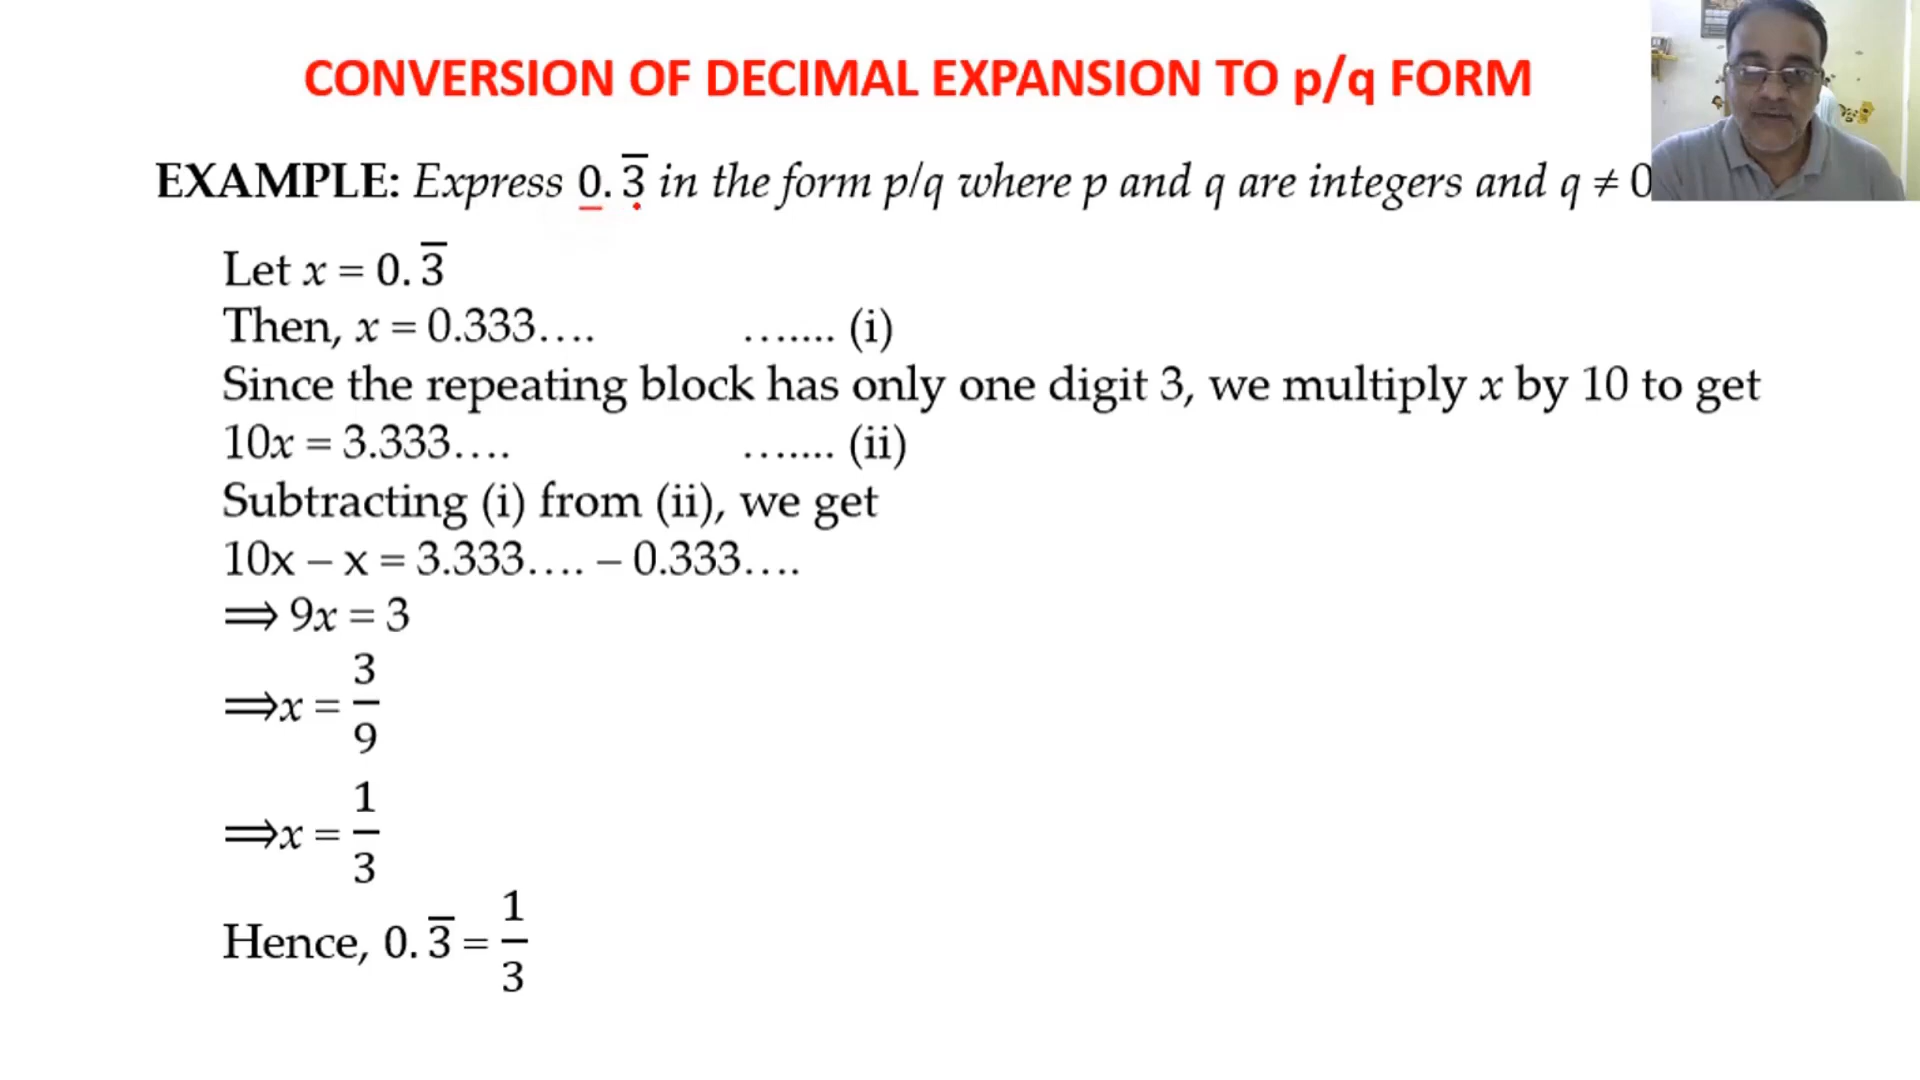 CONVERSION OF DECIMAL EXPANSION TO p/q FORM
EXAMPLE: Express 0.3̅ in the form p/q where p and q are integers and q ≠ 0
Let x = 0.3̅
Then, x = 0.333…. …….. (i)
Since the repeating block has only one digit 3, we multiply x by 10 to get
10x = 3.333…. …….. (ii)
Subtracting (i) from (ii), we get
10x – x = 3.333…. – 0.333….
⟹ 9x = 3
⟹x = 3/9
⟹x = 1/3
Hence, 0.3̅ = 1/3